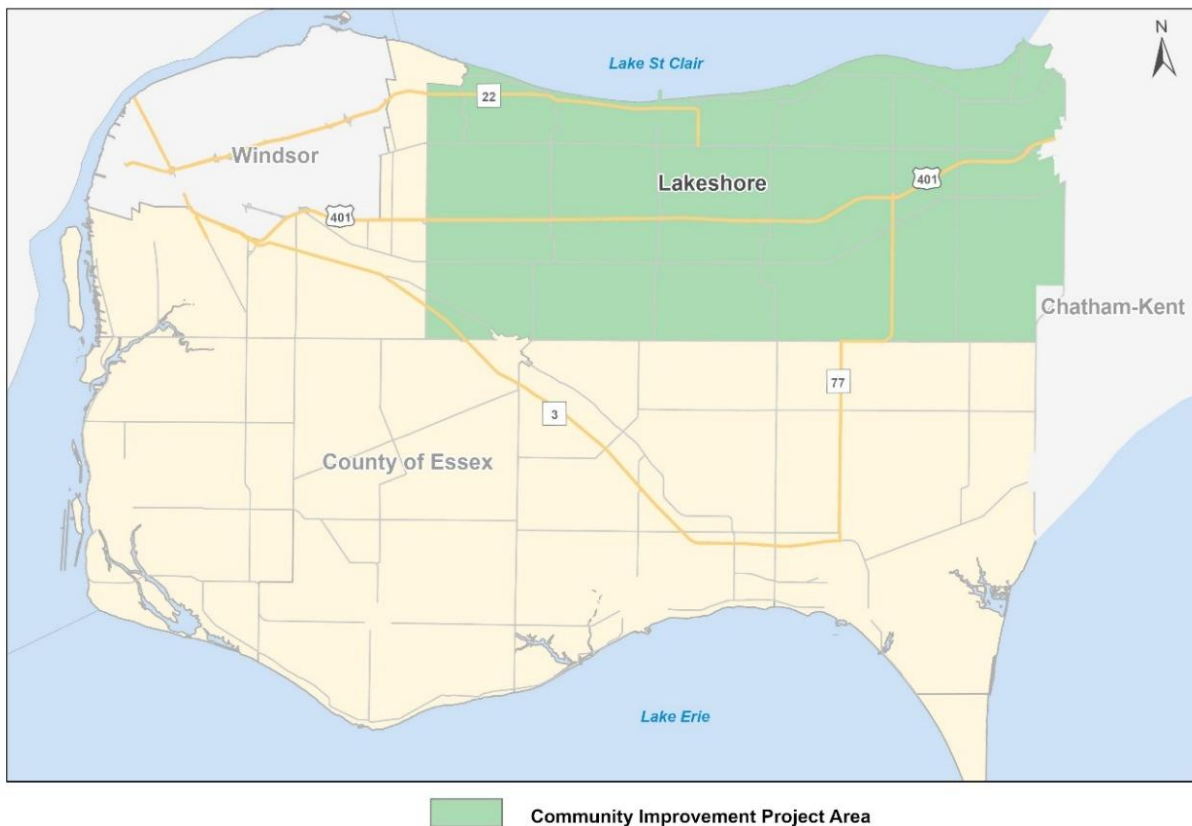 N
Lake St Clair
22
Windsor
Lakeshore
401
401
Chatham-Kent
77
3
County of Essex
Lake Erie
Community Improvement Project Area